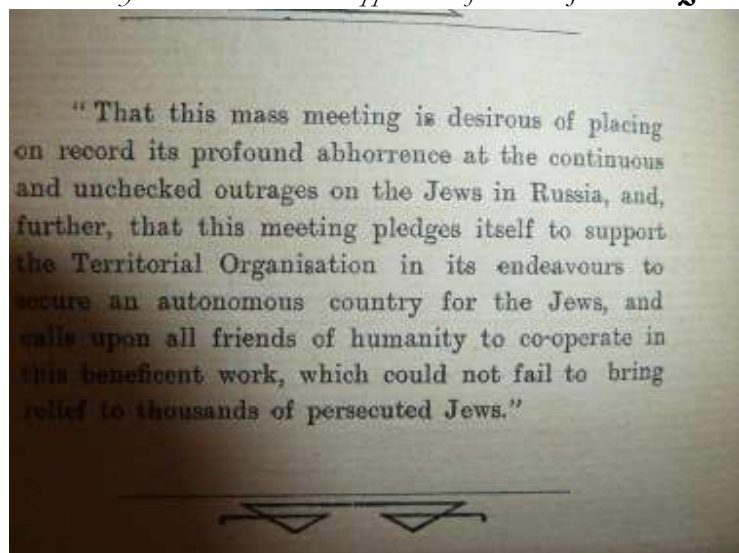 "That this mass meeting is desirous of placing
on record its profound abhorrence at the continuous
and unchecked outrages on the Jews in Russia, and,
further, that this meeting pledges itself to support
the Territorial Organisation in its endeavours to
secure an autonomous country for the Jews, and
calls upon all friends of humanity to co-operate in
this beneficent work, which could not fail to bring
relief to thousands of persecuted Jews."